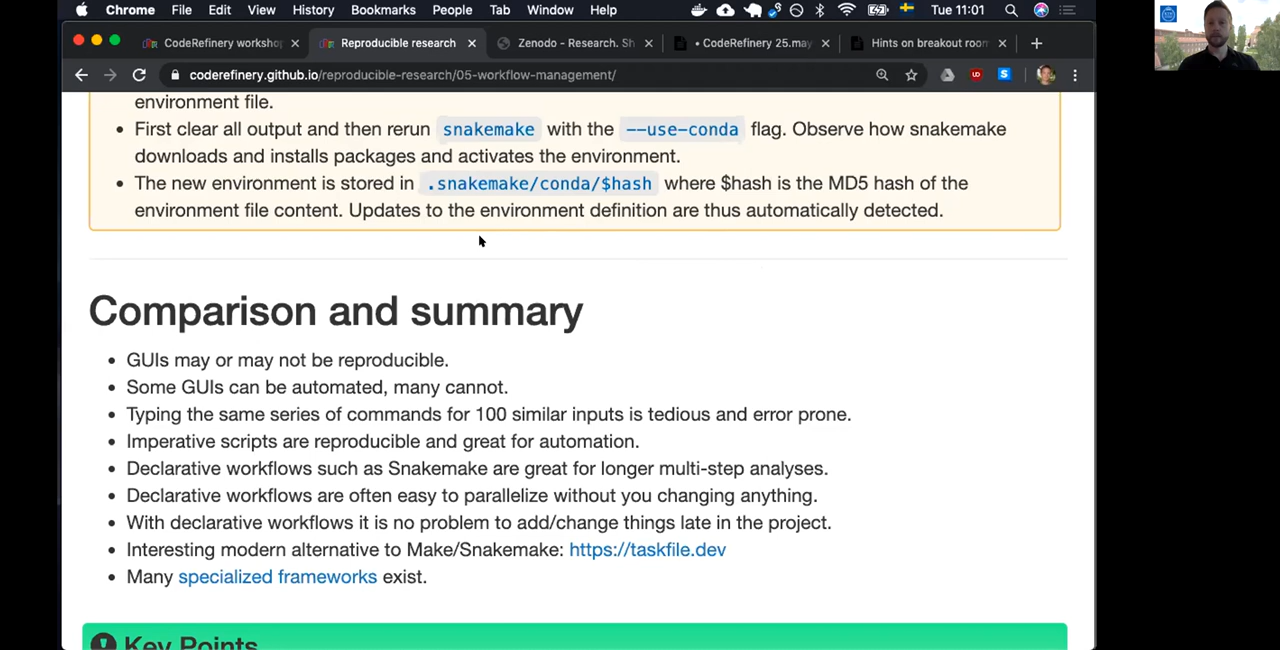 Chrome File Edit View History Bookmarks People Tab Window Help Tue 11:01
CodeRefinery worksho Reproducible research Zenodo - Research. Sh • CodeRefinery 25.may Hints on breakout room
coderefinery.github.io/reproducible-research/05-workflow-management/
environment file.
• First clear all output and then rerun snakemake with the --use-conda flag. Observe how snakemake
downloads and installs packages and activates the environment.
• The new environment is stored in .snakemake/conda/$hash where $hash is the MD5 hash of the
environment file content. Updates to the environment definition are thus automatically detected.
Comparison and summary
• GUIs may or may not be reproducible.
• Some GUIs can be automated, many cannot.
• Typing the same series of commands for 100 similar inputs is tedious and error prone.
• Imperative scripts are reproducible and great for automation.
• Declarative workflows such as Snakemake are great for longer multi-step analyses.
• Declarative workflows are often easy to parallelize without you changing anything.
• With declarative workflows it is no problem to add/change things late in the project.
• Interesting modern alternative to Make/Snakemake: https://taskfile.dev
• Many specialized frameworks exist.
Key Points